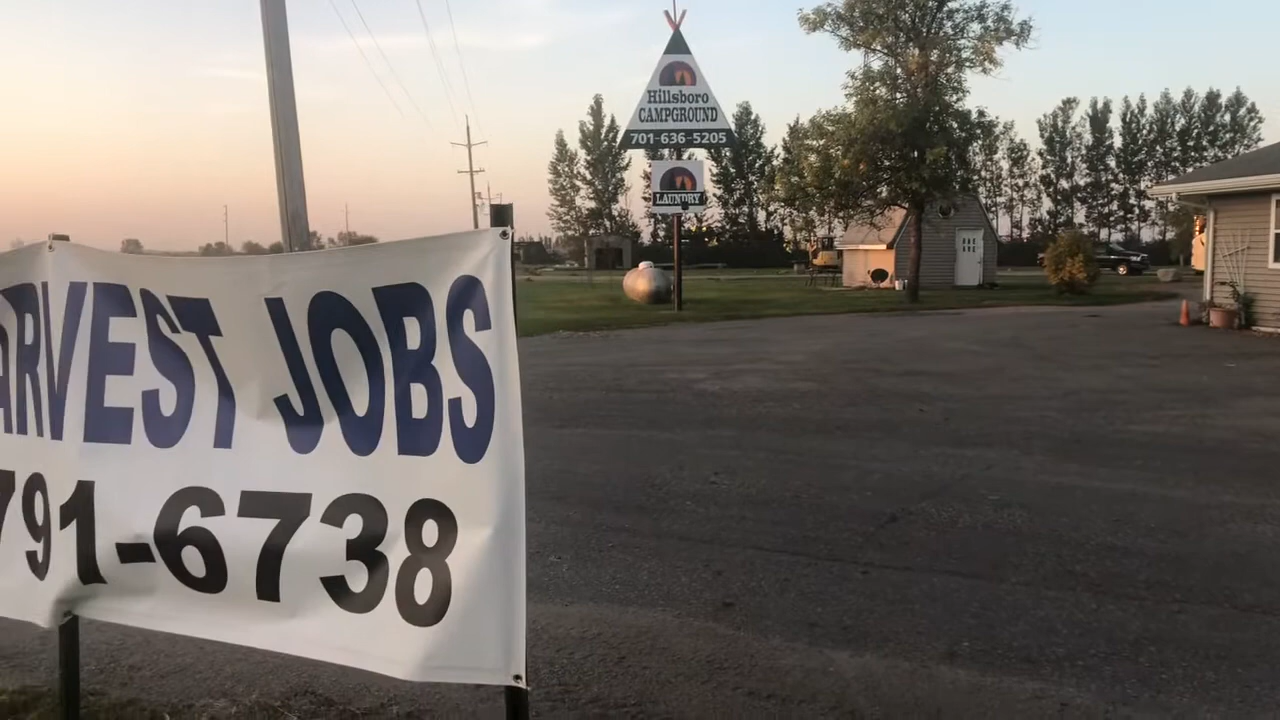 ARVEST JOBS
791-6738
Hillsboro
CAMPGROUND
701-636-5205
LAUNDRY